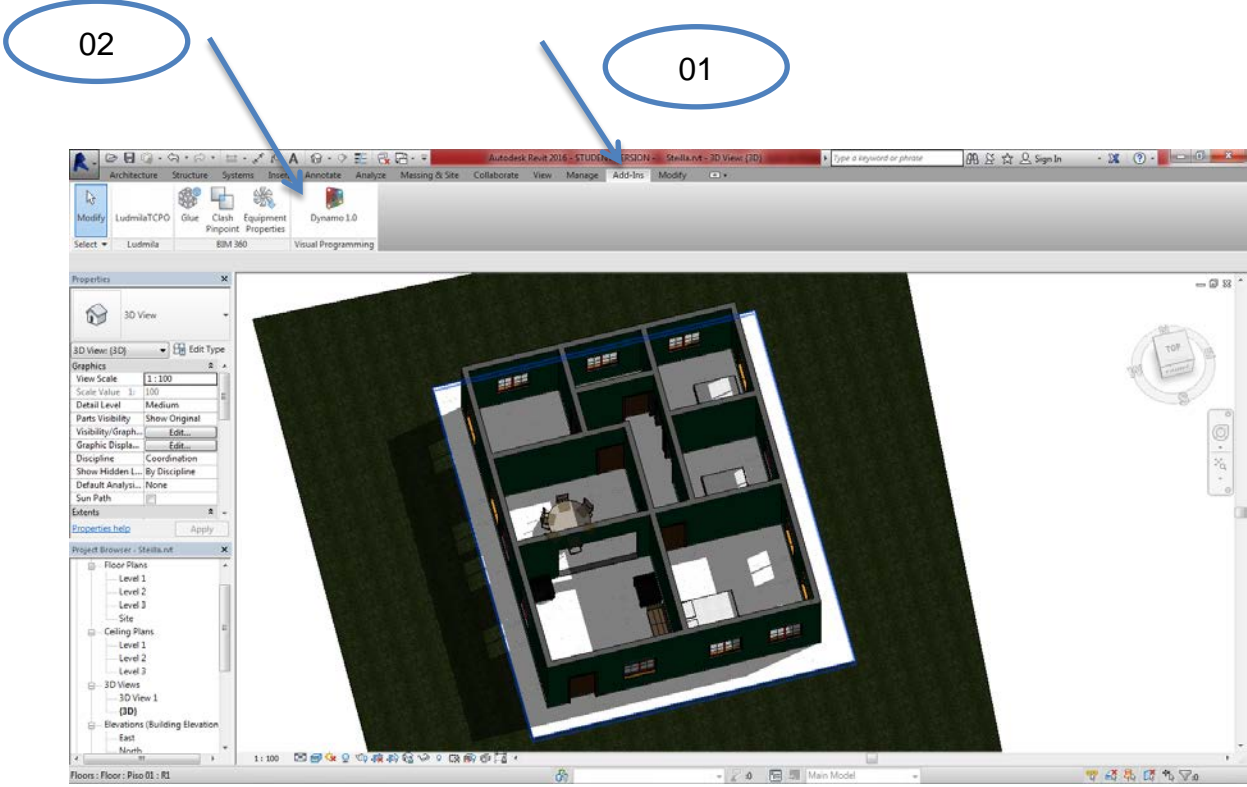 02
01
Autodesk Revit 2016 - STUDENT VERSION - Steilla.rvt - 3D View: {3D}
Type a keyword or phrase
Sign In
Architecture Structure Systems Insert Annotate Analyze Massing & Site Collaborate View Manage Add-Ins Modify
Modify LudmilaTCPO Glue Clash Pinpoint Equipment Properties Dynamo 1.0
Select Ludmila BIM 360 Visual Programming
Properties
3D View
3D View: {3D} Edit Type
Graphics
View Scale 1 : 100
Scale Value 1: 100
Detail Level Medium
Parts Visibility Show Original
Visibility/Graph... Edit...
Graphic Displa... Edit...
Discipline Coordination
Show Hidden L... By Discipline
Default Analysi... None
Sun Path
Extents
Properties help Apply
Project Browser - Steilla.rvt
Floor Plans
Level 1
Level 2
Level 3
Site
Ceiling Plans
Level 1
Level 2
Level 3
3D Views
3D View 1
{3D}
Elevations (Building Elevation
East
North
TOP
1 : 100
Floors : Floor : Piso 01 : R1
:0
Main Model
:0